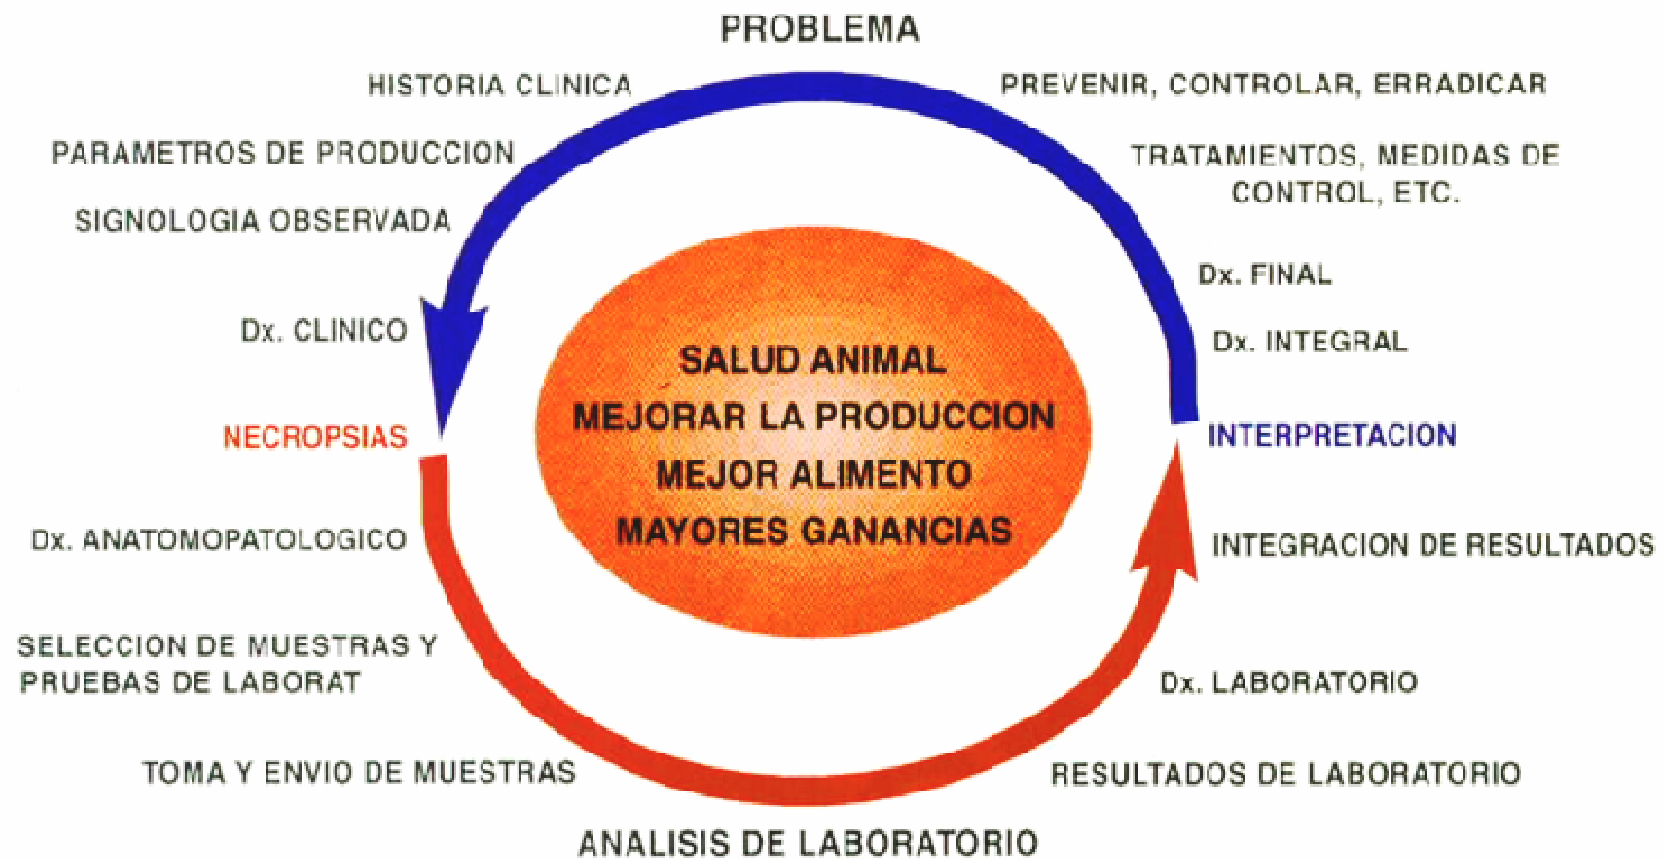 PROBLEMA
HISTORIA CLINICA
PREVENIR, CONTROLAR, ERRADICAR
PARAMETROS DE PRODUCCION
TRATAMIENTOS, MEDIDAS DE
CONTROL, ETC.
SIGNOLOGIA OBSERVADA
Dx. FINAL
Dx. CLINICO
Dx. INTEGRAL
SALUD ANIMAL
MEJORAR LA PRODUCCION
MEJOR ALIMENTO
MAYORES GANANCIAS
NECROPSIAS
INTERPRETACION
Dx. ANATOMOPATOLOGICO
INTEGRACION DE RESULTADOS
SELECCION DE MUESTRAS Y
PRUEBAS DE LABORAT
Dx. LABORATORIO
TOMA Y ENVIO DE MUESTRAS
RESULTADOS DE LABORATORIO
ANALISIS DE LABORATORIO